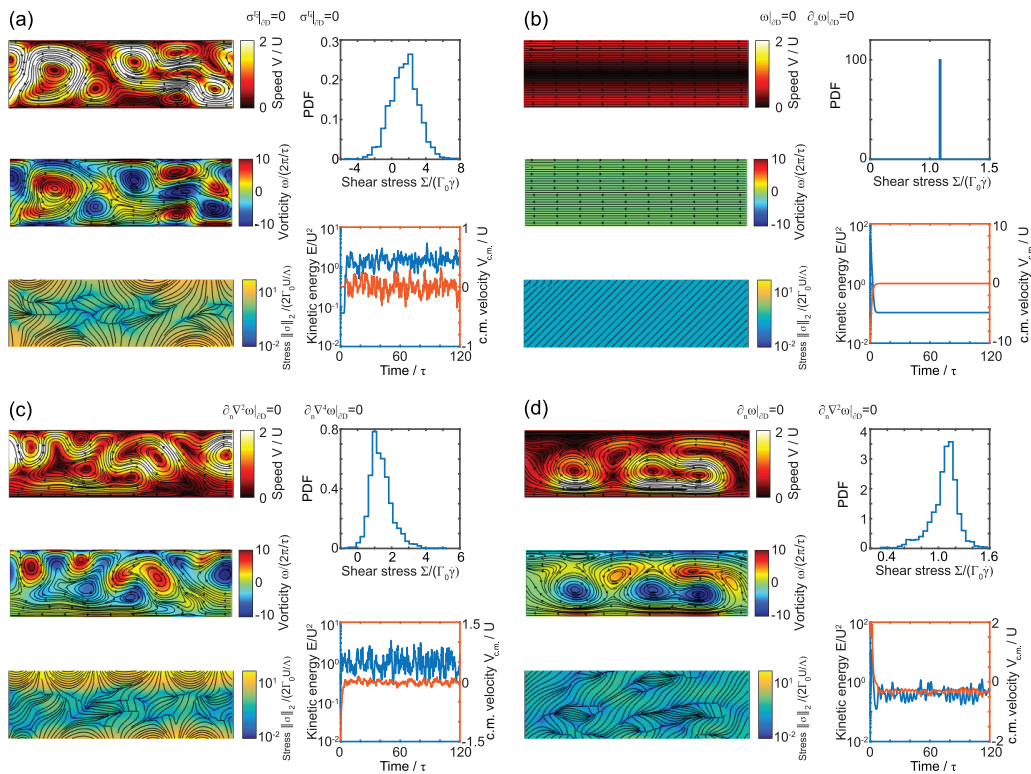 (a)
σ^{ξξ}|∂D=0 σ^{ξξ}|∂D=0
2
0
Speed V / U
0.3
0.2
0.1
0
PDF
-4 0 4 8
Shear stress Σ/(Γ₀γ̇)
10
0
-10
Vorticity ω/(2π/τ)
10¹
10⁰
10⁻¹
10⁻²
Kinetic energy E/U²
1
0
-1
c.m. velocity Vc.m. / U
0 60 120
Time / τ
10¹
10⁻²
Stress ‖σ‖₂ /(2Γ₀U/Λ)
(b)
ω|∂D=0 ∂ₙω|∂D=0
2
0
Speed V / U
100
0
PDF
1.0 1.5
Shear stress Σ/(Γ₀γ̇)
10
0
-10
Vorticity ω/(2π/τ)
10²
10⁰
10⁻²
Kinetic energy E/U²
10
0
-10
c.m. velocity Vc.m. / U
0 60 120
Time / τ
10¹
10⁻²
Stress ‖σ‖₂ /(2Γ₀U/Λ)
(c)
∂ₙ∇²ω|∂D=0 ∂ₙ∇⁴ω|∂D=0
2
0
Speed V / U
0.8
0.4
0
PDF
0 2 4 6
Shear stress Σ/(Γ₀γ̇)
10
0
-10
Vorticity ω/(2π/τ)
10¹
10⁰
10⁻¹
10⁻²
Kinetic energy E/U²
1.5
0
-1.5
c.m. velocity Vc.m. / U
0 60 120
Time / τ
10¹
10⁻²
Stress ‖σ‖₂ /(2Γ₀U/Λ)
(d)
∂ₙω|∂D=0 ∂ₙ∇²ω|∂D=0
2
0
Speed V / U
4
3
2
1
0
PDF
0.4 1.0 1.6
Shear stress Σ/(Γ₀γ̇)
10
0
-10
Vorticity ω/(2π/τ)
10²
10⁰
10⁻²
Kinetic energy E/U²
2
0
-2
c.m. velocity Vc.m. / U
0 60 120
Time / τ
10¹
10⁻²
Stress ‖σ‖₂ /(2Γ₀U/Λ)